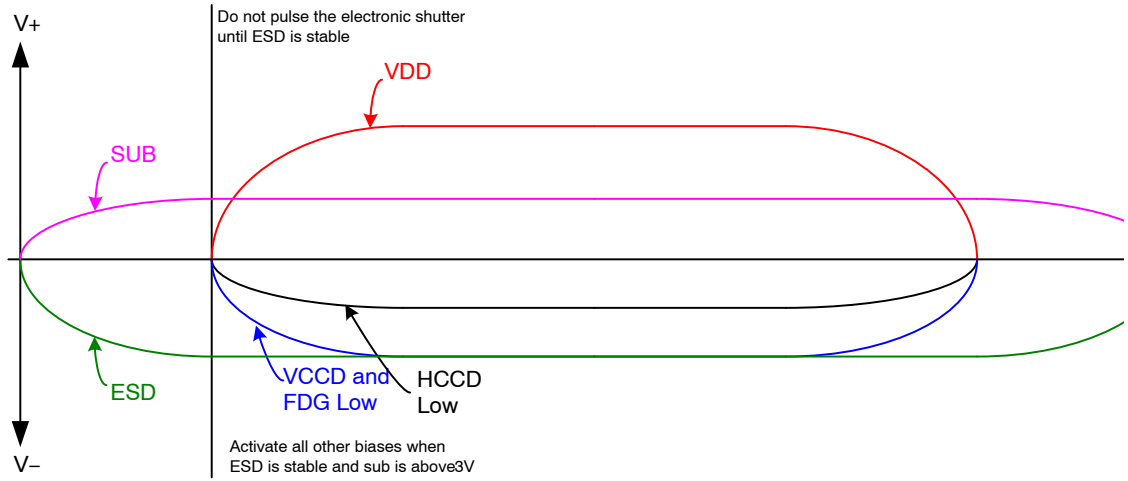 V+
Do not pulse the electronic shutter
until ESD is stable
VDD
SUB
VCCD and
FDG Low
HCCD
Low
ESD
Activate all other biases when
ESD is stable and sub is above3V
V−